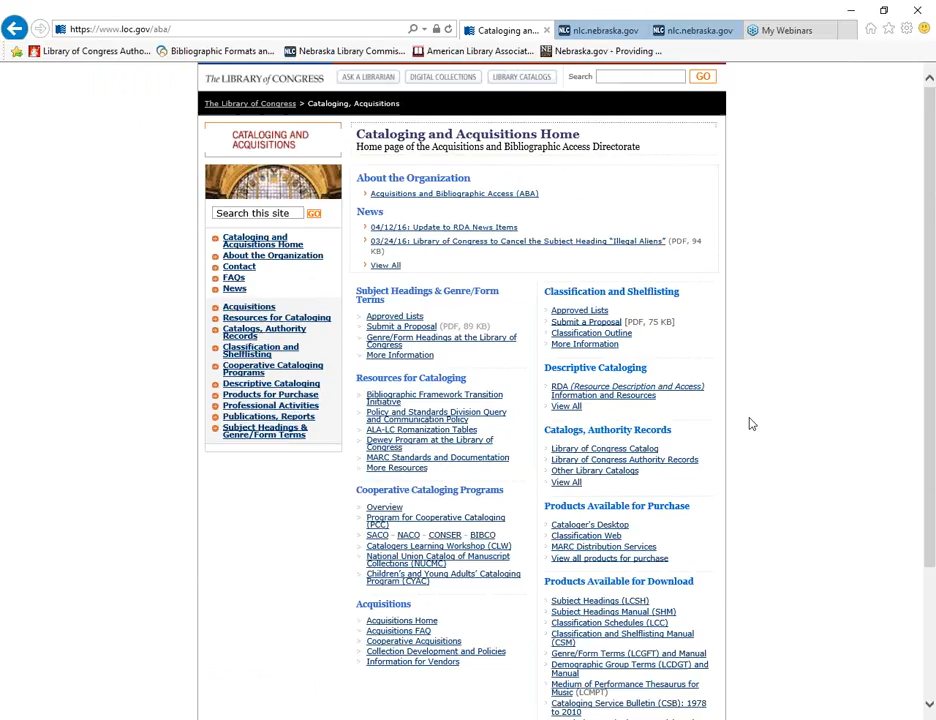 https://www.loc.gov/aba/
Cataloging an...
nlc.nebraska.gov
nlc.nebraska.gov
My Webinars
Library of Congress Autho...
Bibliographic Formats an...
Nebraska Library Commis...
American Library Associat...
Nebraska.gov - Providing ...
The LIBRARY of CONGRESS
ASK A LIBRARIAN
DIGITAL COLLECTIONS
LIBRARY CATALOGS
Search
GO
The Library of Congress > Cataloging, Acquisitions
CATALOGING AND
ACQUISITIONS
Search this site
GO
Cataloging and
Acquisitions Home
About the Organization
Contact
FAQs
News
Acquisitions
Resources for Cataloging
Catalogs, Authority
Records
Classification and
Shelflisting
Cooperative Cataloging
Programs
Descriptive Cataloging
Products for Purchase
Professional Activities
Publications, Reports
Subject Headings &
Genre/Form Terms
Cataloging and Acquisitions Home
Home page of the Acquisitions and Bibliographic Access Directorate
About the Organization
Acquisitions and Bibliographic Access (ABA)
News
04/12/16: Update to RDA News Items
03/24/16: Library of Congress to Cancel the Subject Heading “Illegal Aliens” (PDF, 94
KB)
View All
Subject Headings & Genre/Form
Terms
Approved Lists
Submit a Proposal (PDF, 89 KB)
Genre/Form Headings at the Library of
Congress
More Information
Resources for Cataloging
Bibliographic Framework Transition
Initiative
Policy and Standards Division Query
and Communication Policy
ALA-LC Romanization Tables
Dewey Program at the Library of
Congress
MARC Standards and Documentation
More Resources
Cooperative Cataloging Programs
Overview
Program for Cooperative Cataloging
(PCC)
SACO - NACO - CONSER - BIBCO
Catalogers Learning Workshop (CLW)
National Union Catalog of Manuscript
Collections (NUCMC)
Children's and Young Adults' Cataloging
Program (CYAC)
Acquisitions
Acquisitions Home
Acquisitions FAQ
Cooperative Acquisitions
Collection Development and Policies
Information for Vendors
Classification and Shelflisting
Approved Lists
Submit a Proposal [PDF, 75 KB]
Classification Outline
More Information
Descriptive Cataloging
RDA (Resource Description and Access)
Information and Resources
View All
Catalogs, Authority Records
Library of Congress Catalog
Library of Congress Authority Records
Other Library Catalogs
View All
Products Available for Purchase
Cataloger's Desktop
Classification Web
MARC Distribution Services
View all products for purchase
Products Available for Download
Subject Headings (LCSH)
Subject Headings Manual (SHM)
Classification Schedules (LCC)
Classification and Shelflisting Manual
(CSM)
Genre/Form Terms (LCGFT) and Manual
Demographic Group Terms (LCDGT) and
Manual
Medium of Performance Thesaurus for
Music (LCMPT)
Cataloging Service Bulletin (CSB): 1978
to 2010